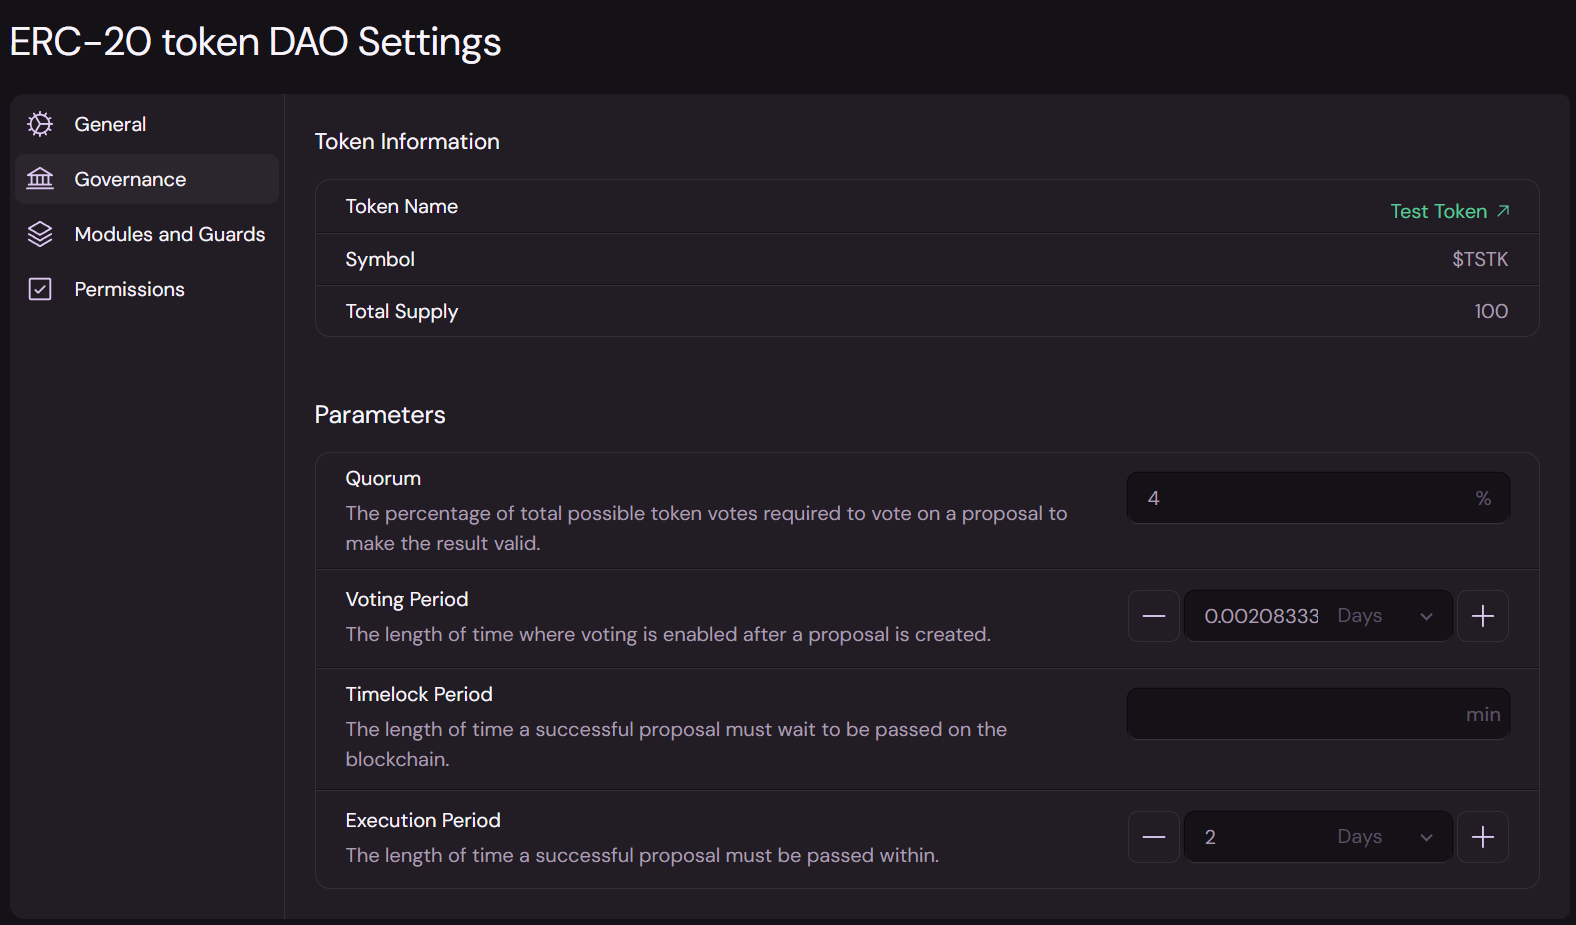 ERC-20 token DAO Settings
General
Governance
Modules and Guards
Permissions
Token Information
Token Name
Test Token
Symbol
$TSTK
Total Supply
100
Parameters
Quorum
The percentage of total possible token votes required to vote on a proposal to
make the result valid.
4 %
Voting Period
The length of time where voting is enabled after a proposal is created.
0.00208333 Days
Timelock Period
The length of time a successful proposal must wait to be passed on the
blockchain.
min
Execution Period
The length of time a successful proposal must be passed within.
2 Days